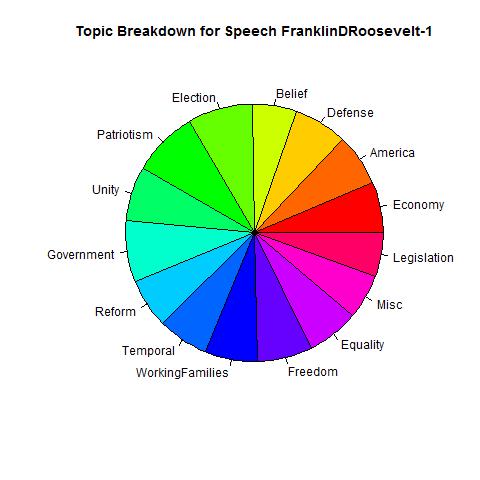 Topic Breakdown for Speech FranklinDRoosevelt-1
Belief
Election
Defense
Patriotism
America
Unity
Economy
Government
Legislation
Reform
Misc
Temporal
Equality
WorkingFamilies
Freedom